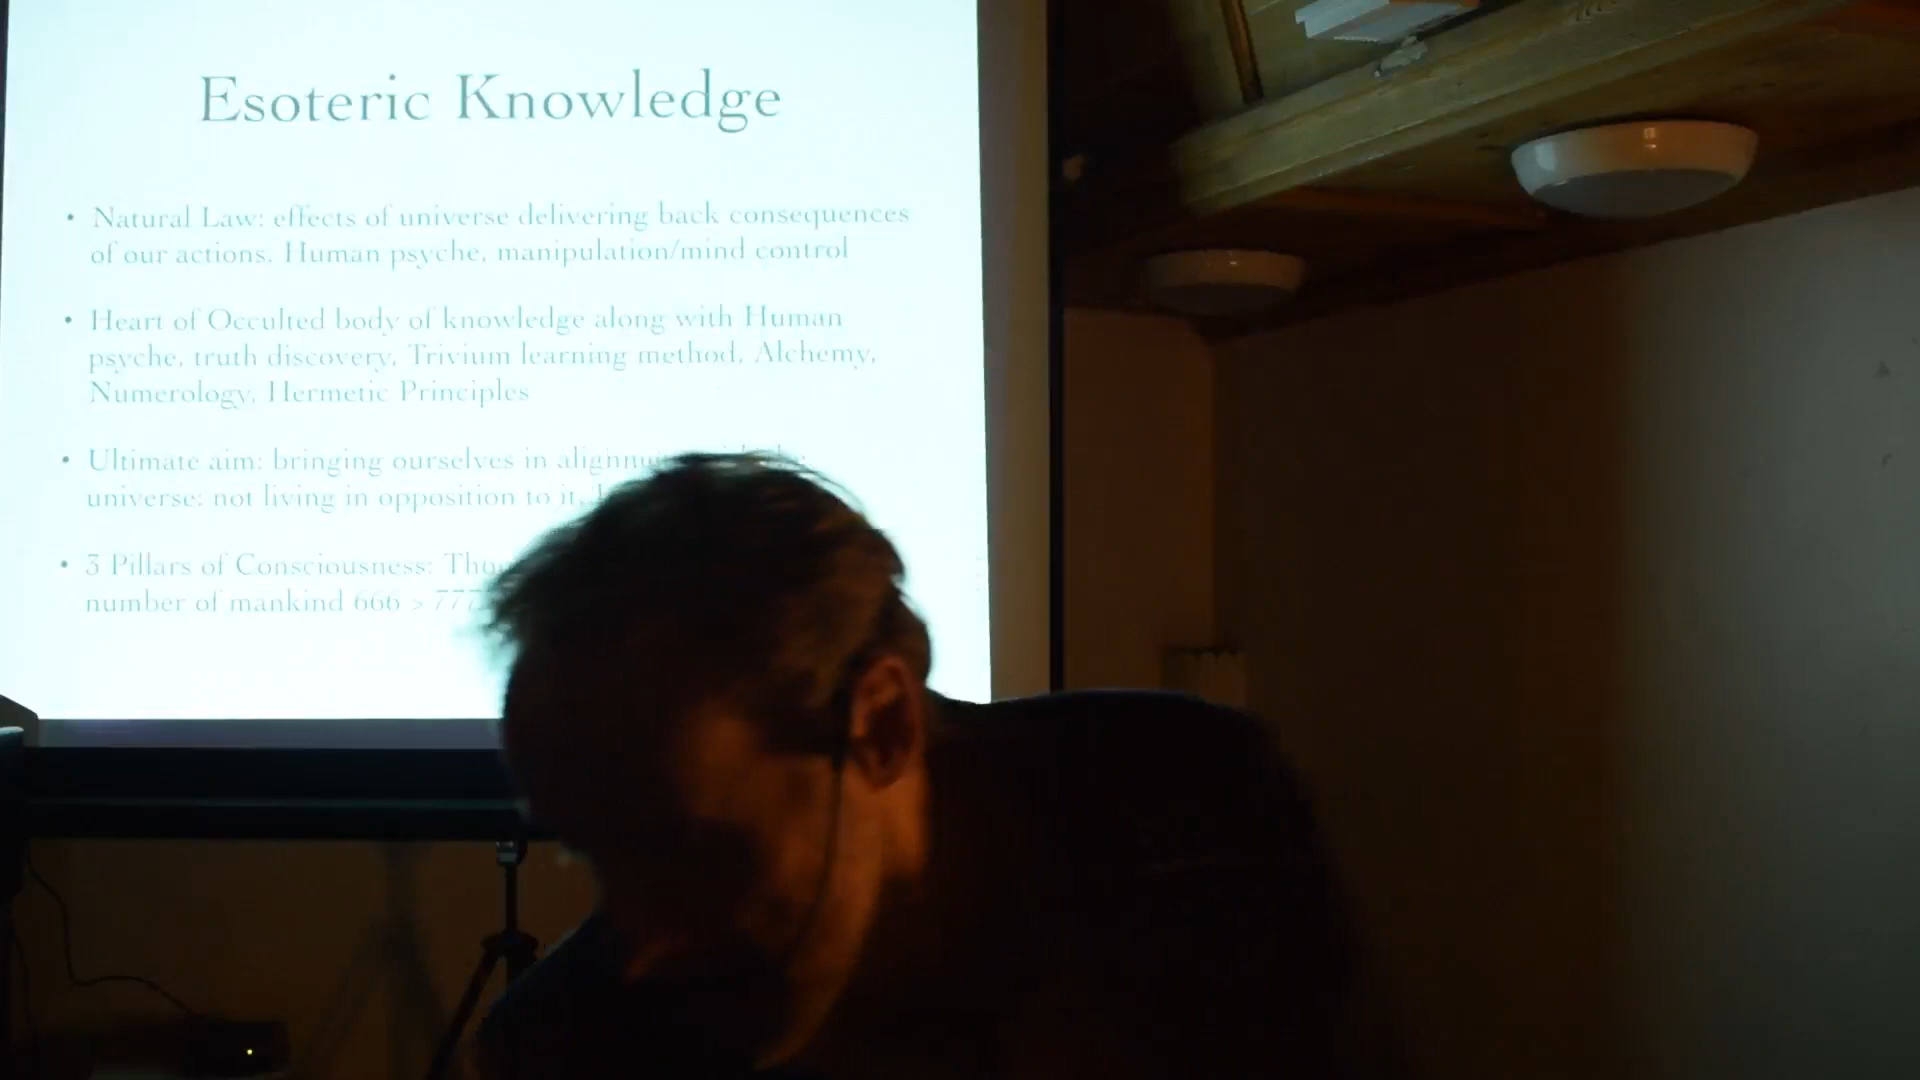 Esoteric Knowledge
• Natural Law: effects of universe delivering back consequences
of our actions. Human psyche, manipulation/mind control
• Heart of Occulted body of knowledge along with Human
psyche, truth discovery, Trivium learning method, Alchemy,
Numerology, Hermetic Principles
• Ultimate aim: bringing ourselves in
universe: not living in opposition to it.
• 3 Pillars of Consciousness:
number of mankind 666 > 777